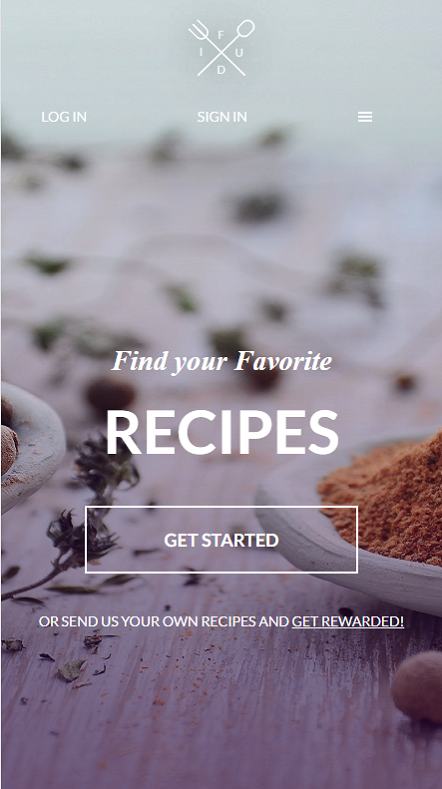 F
I U
D
LOG IN SIGN IN
Find your Favorite
RECIPES
GET STARTED
OR SEND US YOUR OWN RECIPES AND GET REWARDED!